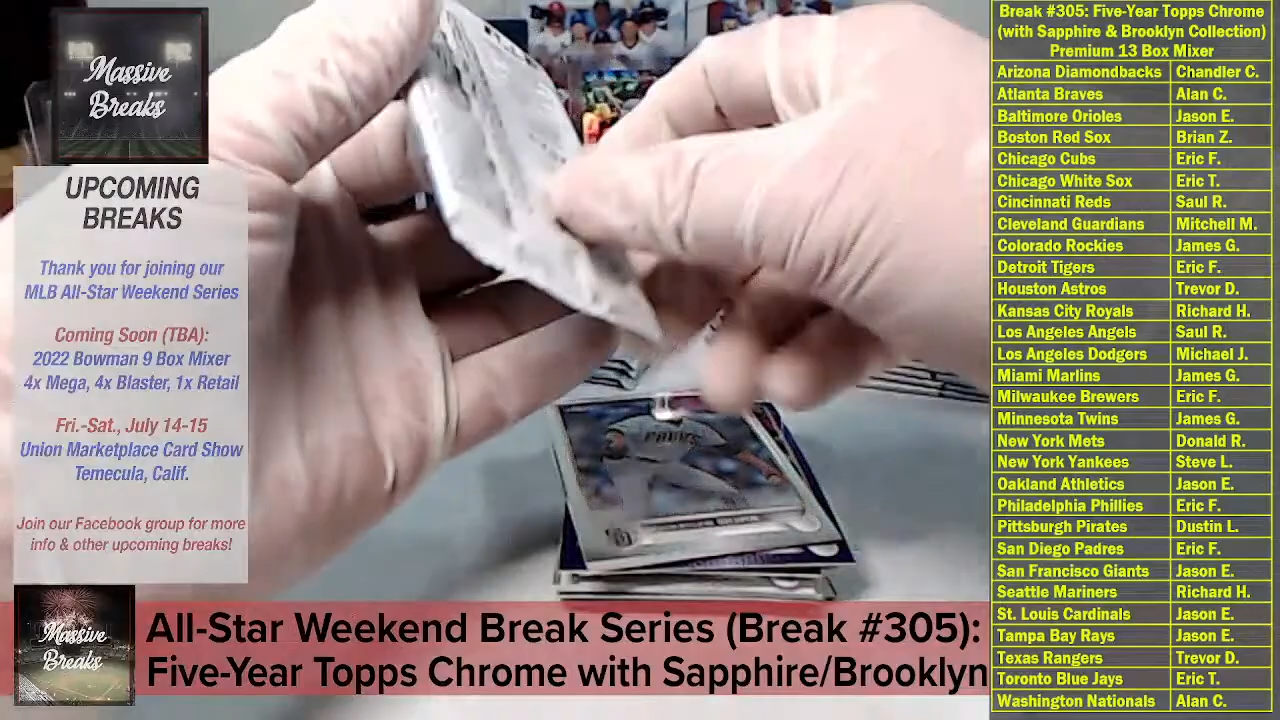 Massive
Breaks
UPCOMING
BREAKS
Thank you for joining our
MLB All-Star Weekend Series
Coming Soon (TBA):
2022 Bowman 9 Box Mixer
4x Mega, 4x Blaster, 1x Retail
Fri.-Sat., July 14-15
Union Marketplace Card Show
Temecula, Calif.
Join our Facebook group for more
info & other upcoming breaks!
Massive
Breaks
All-Star Weekend Break Series (Break #305):
Five-Year Topps Chrome with Sapphire/Brooklyn
Break #305: Five-Year Topps Chrome
(with Sapphire & Brooklyn Collection)
Premium 13 Box Mixer
Arizona Diamondbacks Chandler C.
Atlanta Braves Alan C.
Baltimore Orioles Jason E.
Boston Red Sox Brian Z.
Chicago Cubs Eric F.
Chicago White Sox Eric T.
Cincinnati Reds Saul R.
Cleveland Guardians Mitchell M.
Colorado Rockies James G.
Detroit Tigers Eric F.
Houston Astros Trevor D.
Kansas City Royals Richard H.
Los Angeles Angels Saul R.
Los Angeles Dodgers Michael J.
Miami Marlins James G.
Milwaukee Brewers Eric F.
Minnesota Twins James G.
New York Mets Donald R.
New York Yankees Steve L.
Oakland Athletics Jason E.
Philadelphia Phillies Eric F.
Pittsburgh Pirates Dustin L.
San Diego Padres Eric F.
San Francisco Giants Jason E.
Seattle Mariners Richard H.
St. Louis Cardinals Jason E.
Tampa Bay Rays Jason E.
Texas Rangers Trevor D.
Toronto Blue Jays Eric T.
Washington Nationals Alan C.